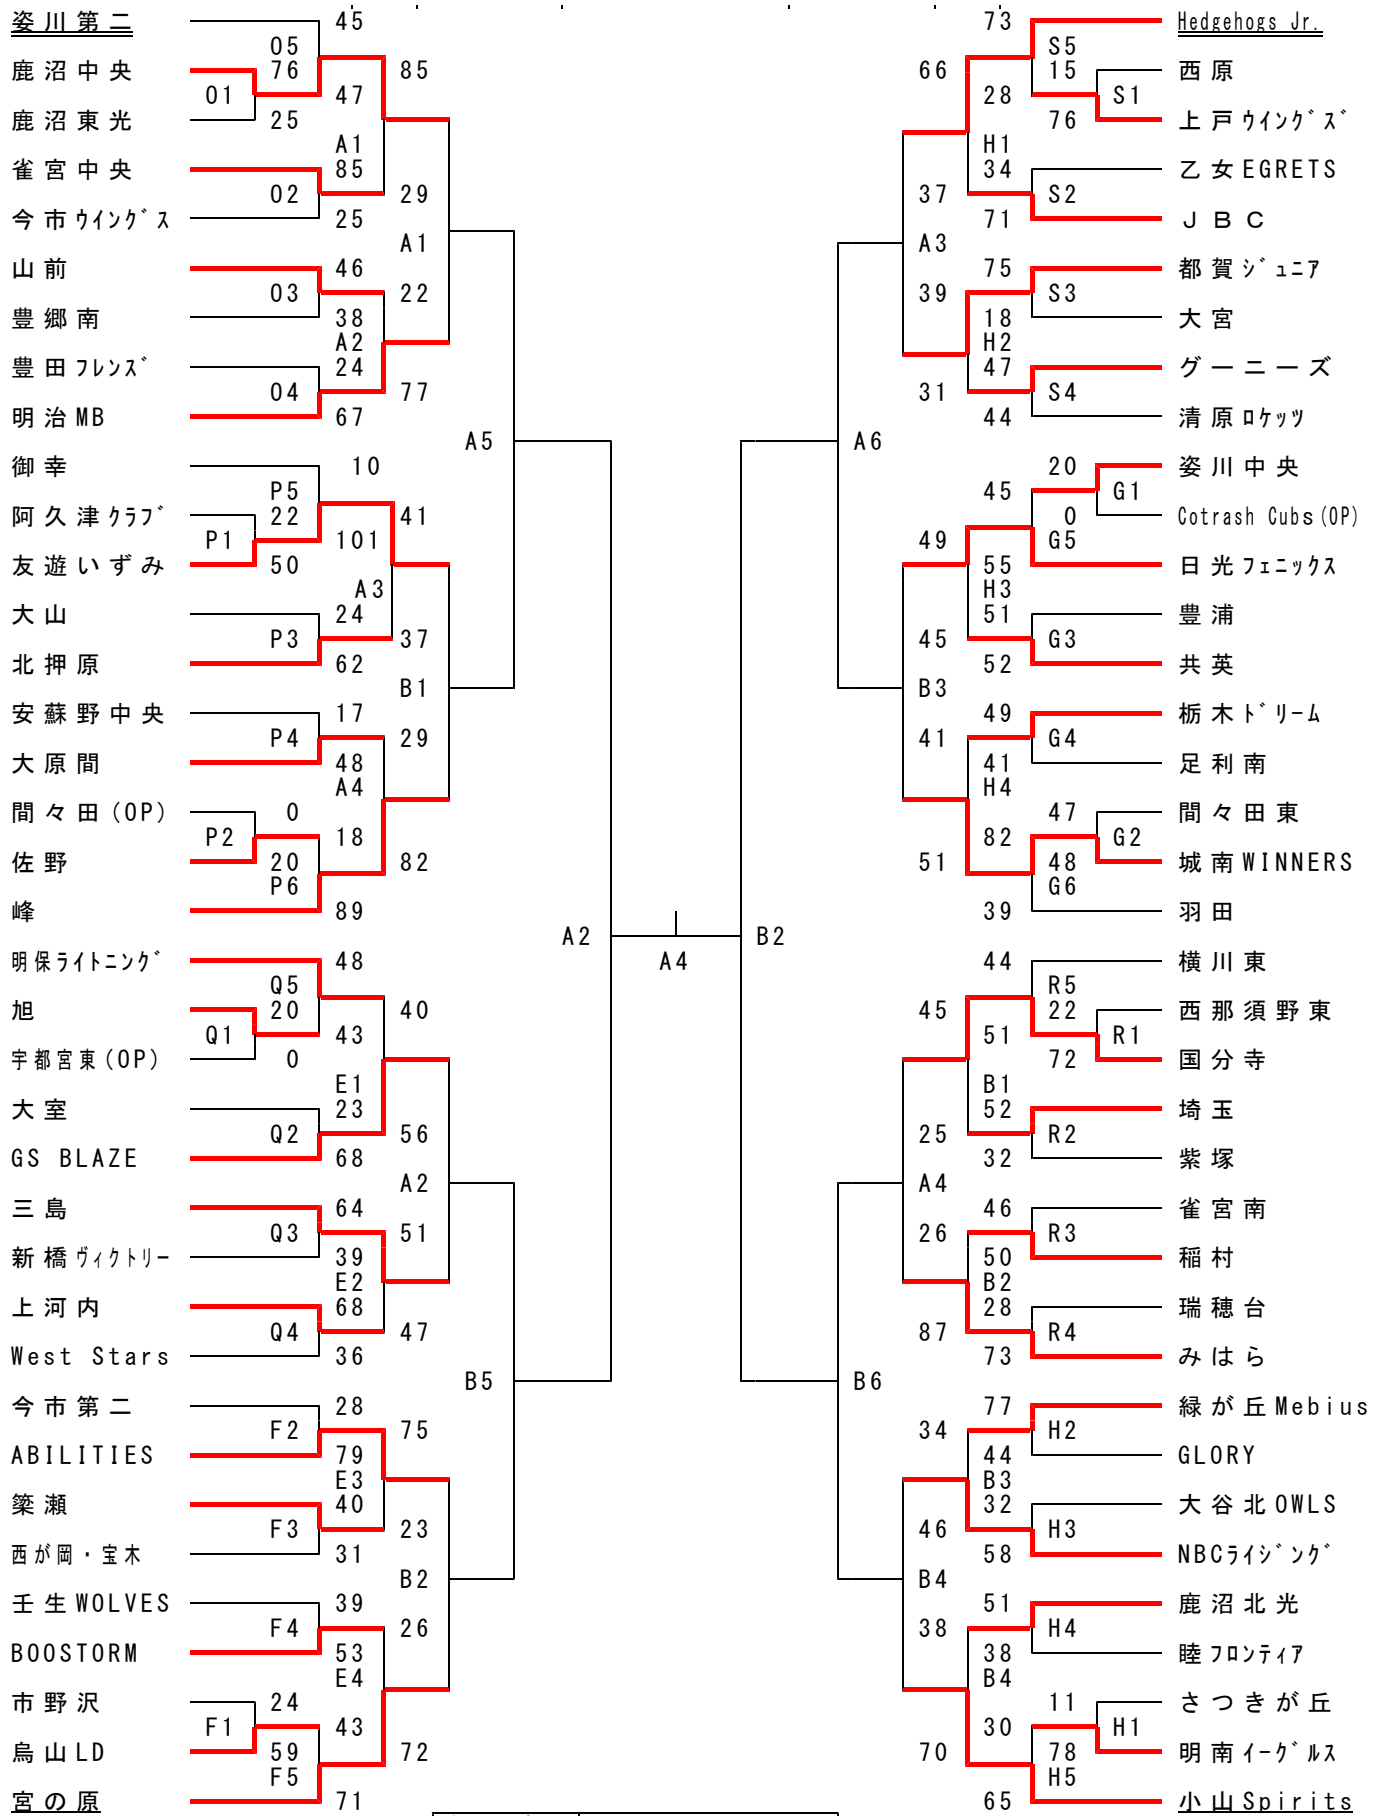 姿川第二 45 73 Hedgehogs Jr.
O5 S5
鹿沼中央 76 85 66 15 西原
O1 47 28 S1
鹿沼東光 25 76 上戸ウイングズ
A1 H1
雀宮中央 85 34 乙女EGRETS
O2 29 37 S2
今市ウイングス 25 71 JBC
A1 A3
山前 46 75 都賀ジュニア
O3 22 39 S3
豊郷南 38 18 大宮
A2 H2
豊田フレンズ 24 47 グーニーズ
O4 77 31 S4
明治MB 67 44 清原ロケッツ
A5 A6
御幸 10 20 姿川中央
P5 45 G1
阿久津クラブ 22 41 0 Cotrash Cubs(OP)
P1 101 49 G5
友遊いずみ 50 55 日光フェニックス
A3 H3
大山 24 51 豊浦
P3 37 45 G3
北押原 62 52 共英
B1 B3
安蘇野中央 17 49 栃木ドリーム
P4 29 41 G4
大原間 48 41 足利南
A4 H4
間々田(OP) 0 47 間々田東
P2 18 82 G2
佐野 20 82 51 48 城南WINNERS
P6 G6
峰 89 39 羽田
A2 A4 B2
明保ライトニング 48 44 横川東
Q5 R5
旭 20 40 45 22 西那須野東
Q1 43 51 R1
宇都宮東(OP) 0 72 国分寺
E1 B1
大室 23 52 埼玉
Q2 56 25 R2
GS BLAZE 68 32 紫塚
A2 A4
三島 64 46 雀宮南
Q3 51 26 R3
新橋ヴィクトリー 39 50 稲村
E2 B2
上河内 68 28 瑞穂台
Q4 47 87 R4
West Stars 36 73 みはら
B5 B6
今市第二 28 77 緑が丘Mebius
F2 75 34 H2
ABILITIES 79 44 GLORY
E3 B3
簗瀬 40 32 大谷北OWLS
F3 23 46 H3
西が岡・宝木 31 58 NBCライジング
B2 B4
壬生WOLVES 39 51 鹿沼北光
F4 26 38 H4
BOOSTORM 53 38 睦フロンティア
E4 B4
市野沢 24 11 さつきが丘
F1 43 30 H1
烏山LD 59 72 70 78 明南イーグルス
F5 H5
宮の原 71 65 小山Spirits